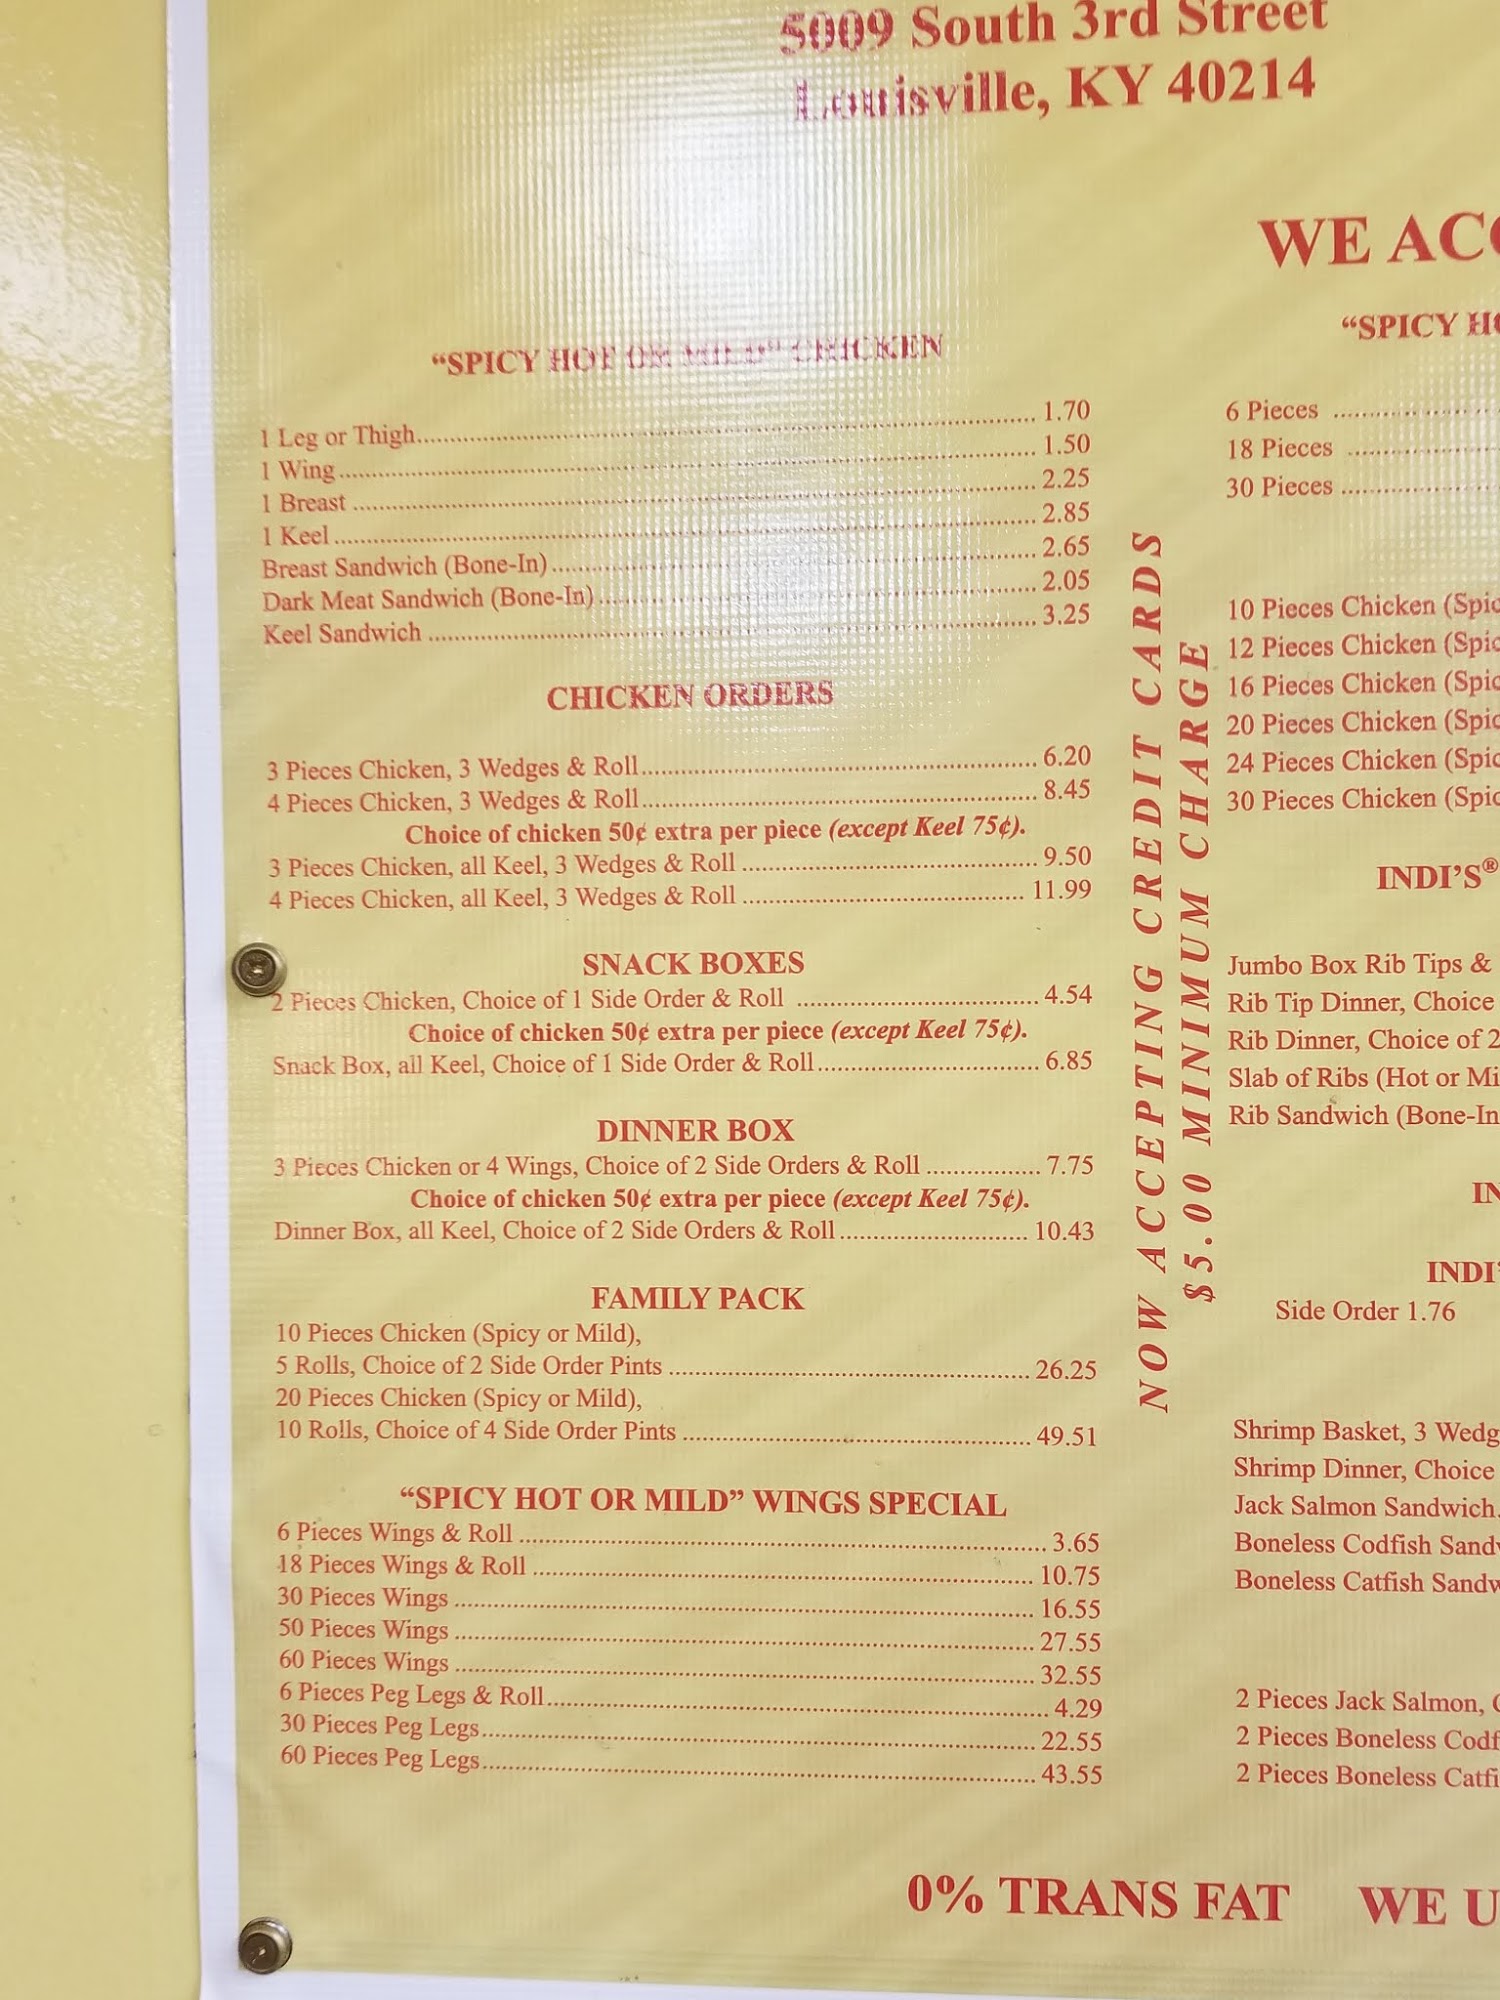 5009 South 3rd Street
Louisville, KY 40214
WE ACC
"SPICY HOT OR MILD" CHICKEN
1 Leg or Thigh 1.70
1 Wing 1.50
1 Breast 2.25
1 Keel 2.85
Breast Sandwich (Bone-In) 2.65
Dark Meat Sandwich (Bone-In) 2.05
Keel Sandwich 3.25
CHICKEN ORDERS
3 Pieces Chicken, 3 Wedges & Roll 6.20
4 Pieces Chicken, 3 Wedges & Roll 8.45
Choice of chicken 50¢ extra per piece (except Keel 75¢).
3 Pieces Chicken, all Keel, 3 Wedges & Roll 9.50
4 Pieces Chicken, all Keel, 3 Wedges & Roll 11.99
SNACK BOXES
2 Pieces Chicken, Choice of 1 Side Order & Roll 4.54
Choice of chicken 50¢ extra per piece (except Keel 75¢).
Snack Box, all Keel, Choice of 1 Side Order & Roll 6.85
DINNER BOX
3 Pieces Chicken or 4 Wings, Choice of 2 Side Orders & Roll 7.75
Choice of chicken 50¢ extra per piece (except Keel 75¢).
Dinner Box, all Keel, Choice of 2 Side Orders & Roll 10.43
FAMILY PACK
10 Pieces Chicken (Spicy or Mild),
5 Rolls, Choice of 2 Side Order Pints 26.25
20 Pieces Chicken (Spicy or Mild),
10 Rolls, Choice of 4 Side Order Pints 49.51
"SPICY HOT OR MILD" WINGS SPECIAL
6 Pieces Wings & Roll 3.65
18 Pieces Wings & Roll 10.75
30 Pieces Wings 16.55
50 Pieces Wings 27.55
60 Pieces Wings 32.55
6 Pieces Peg Legs & Roll 4.29
30 Pieces Peg Legs 22.55
60 Pieces Peg Legs 43.55
NOW ACCEPTING CREDIT CARDS
$5.00 MINIMUM CHARGE
"SPICY HO
6 Pieces
18 Pieces
30 Pieces
10 Pieces Chicken (Spic
12 Pieces Chicken (Spic
16 Pieces Chicken (Spic
20 Pieces Chicken (Spic
24 Pieces Chicken (Spic
30 Pieces Chicken (Spic
INDI'S®
Jumbo Box Rib Tips &
Rib Tip Dinner, Choice
Rib Dinner, Choice of 2
Slab of Ribs (Hot or Mi
Rib Sandwich (Bone-In
IN
INDI'
Side Order 1.76
Shrimp Basket, 3 Wedg
Shrimp Dinner, Choice
Jack Salmon Sandwich
Boneless Codfish Sandw
Boneless Catfish Sandw
2 Pieces Jack Salmon, C
2 Pieces Boneless Codf
2 Pieces Boneless Catfi
0% TRANS FAT WE U